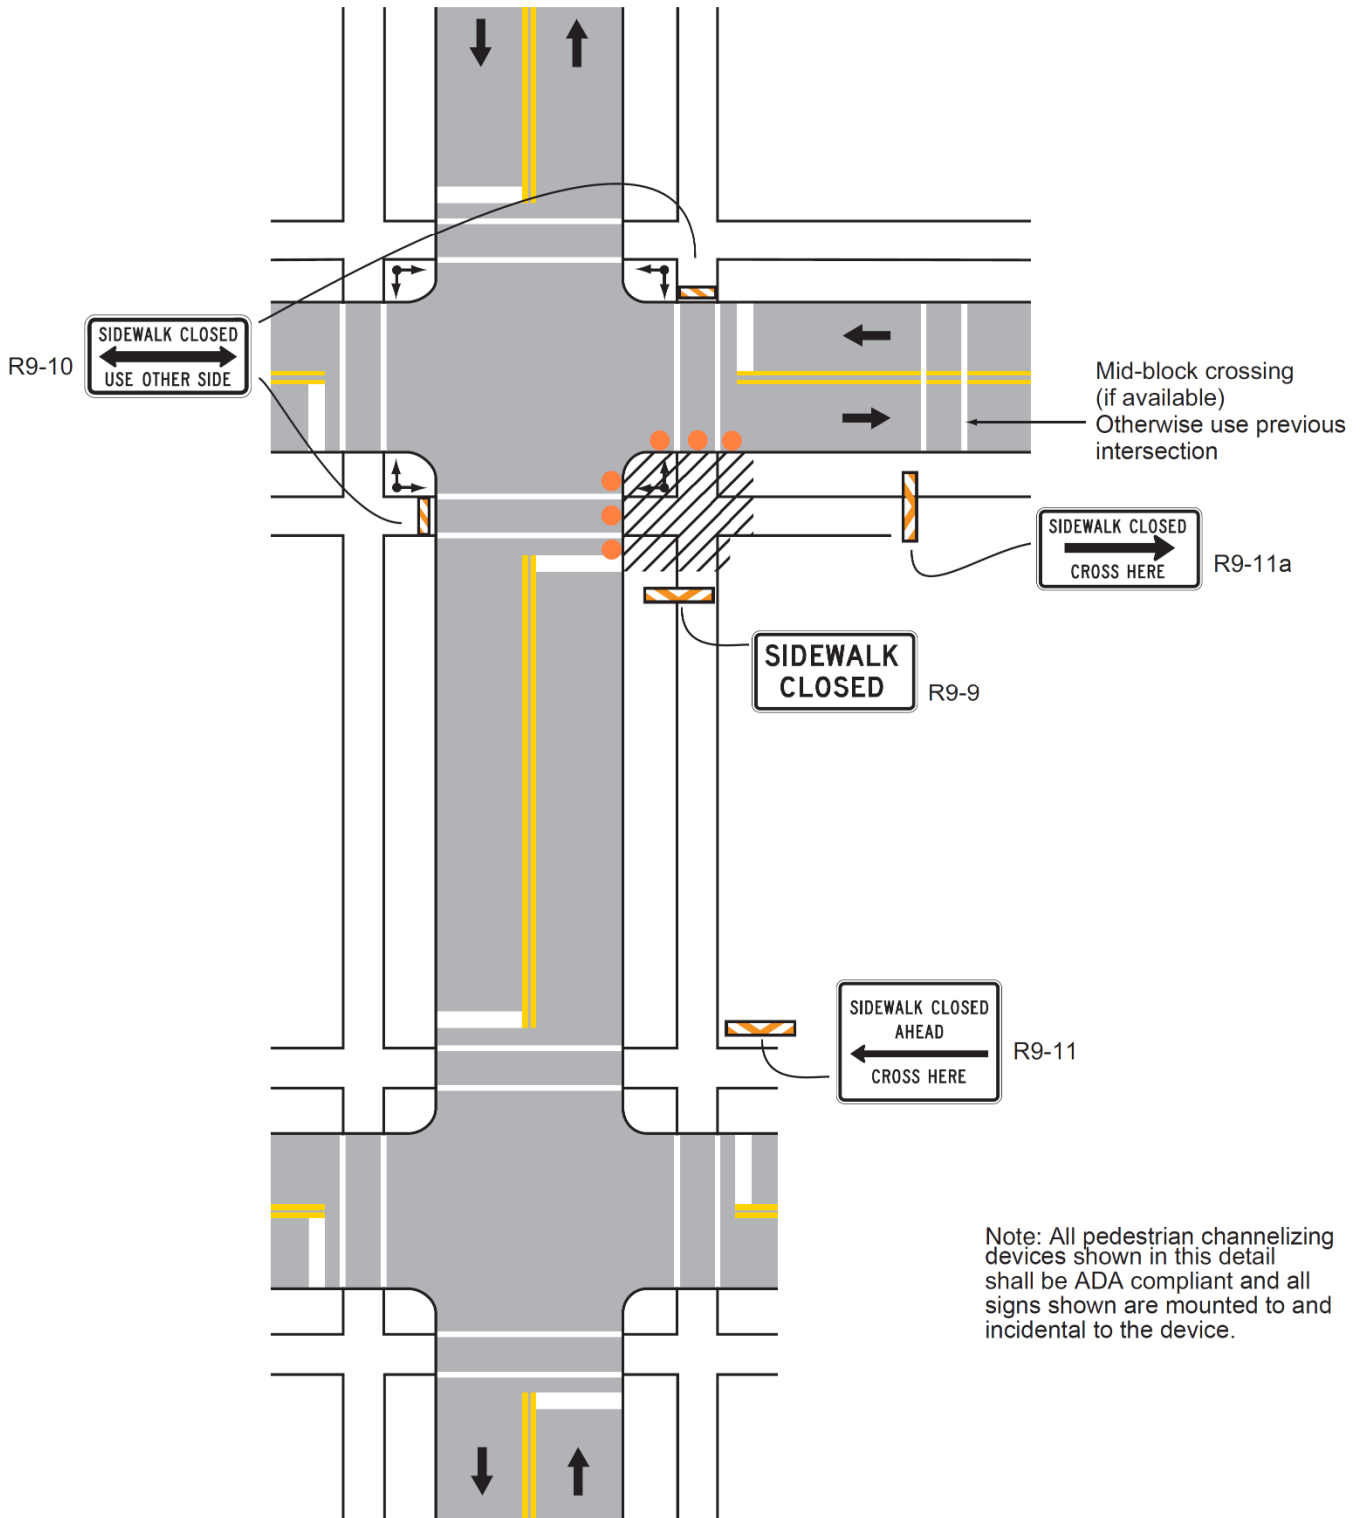 SIDEWALK CLOSED
USE OTHER SIDE
R9-10
Mid-block crossing
(if available)
Otherwise use previous
intersection
SIDEWALK CLOSED
CROSS HERE
R9-11a
SIDEWALK
CLOSED
R9-9
SIDEWALK CLOSED
AHEAD
CROSS HERE
R9-11
Note: All pedestrian channelizing
devices shown in this detail
shall be ADA compliant and all
signs shown are mounted to and
incidental to the device.